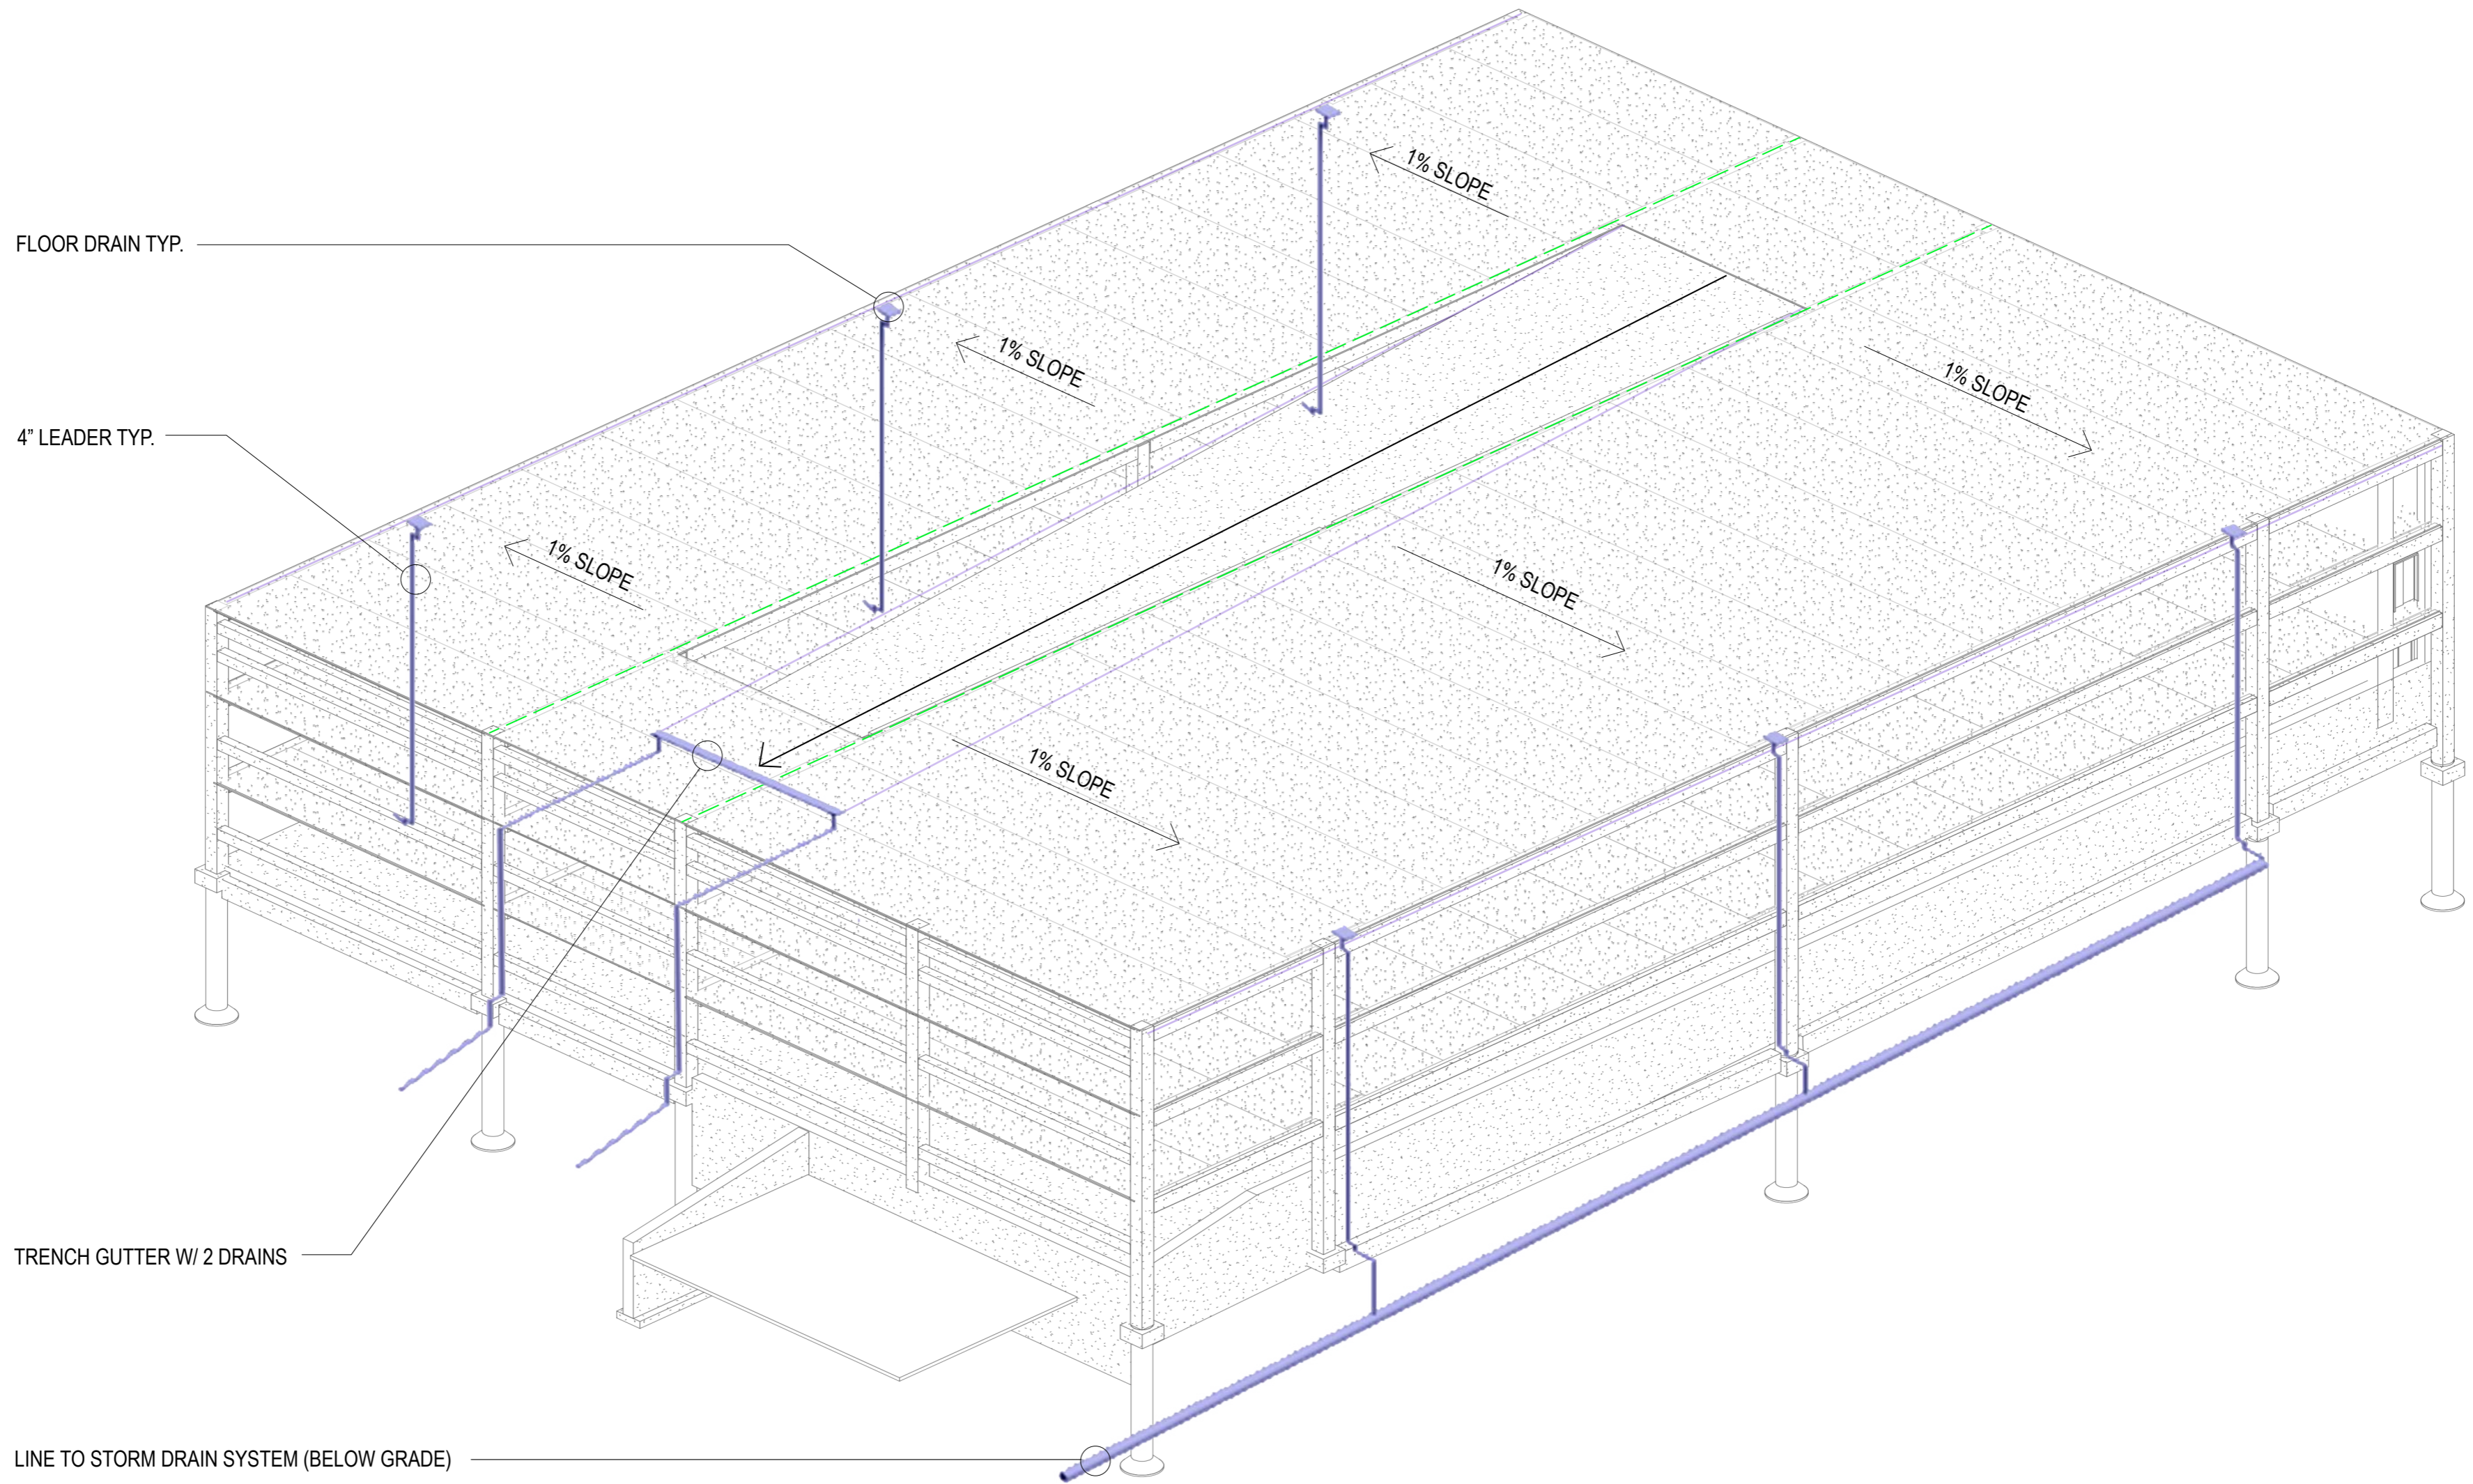 1% SLOPE
FLOOR DRAIN TYP.
1% SLOPE
1% SLOPE
4” LEADER TYP.
1% SLOPE
1% SLOPE
1% SLOPE
TRENCH GUTTER W/ 2 DRAINS
LINE TO STORM DRAIN SYSTEM (BELOW GRADE)